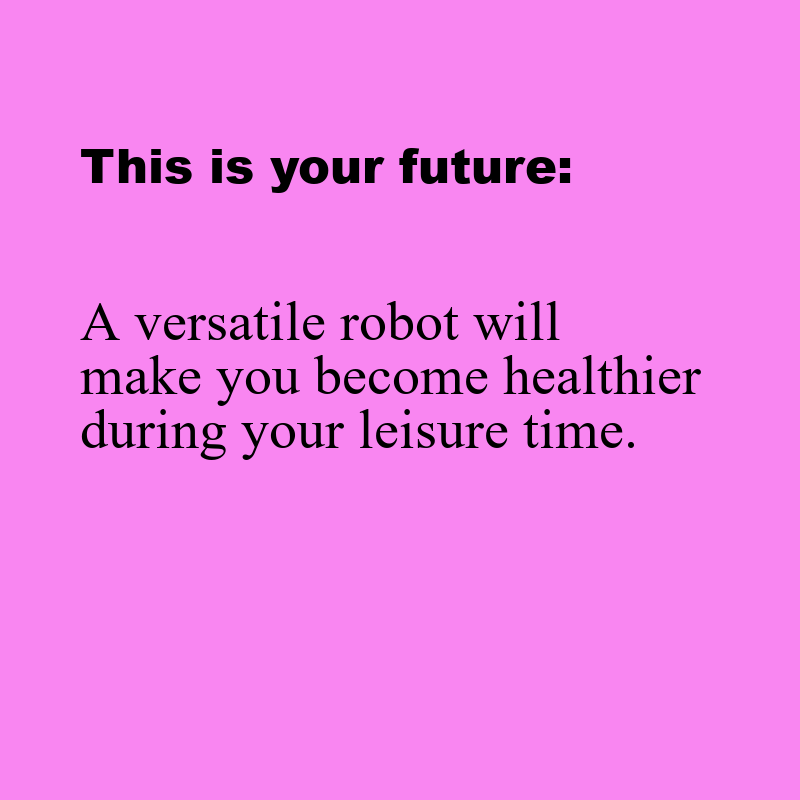 This is your future:
A versatile robot will
make you become healthier
during your leisure time.